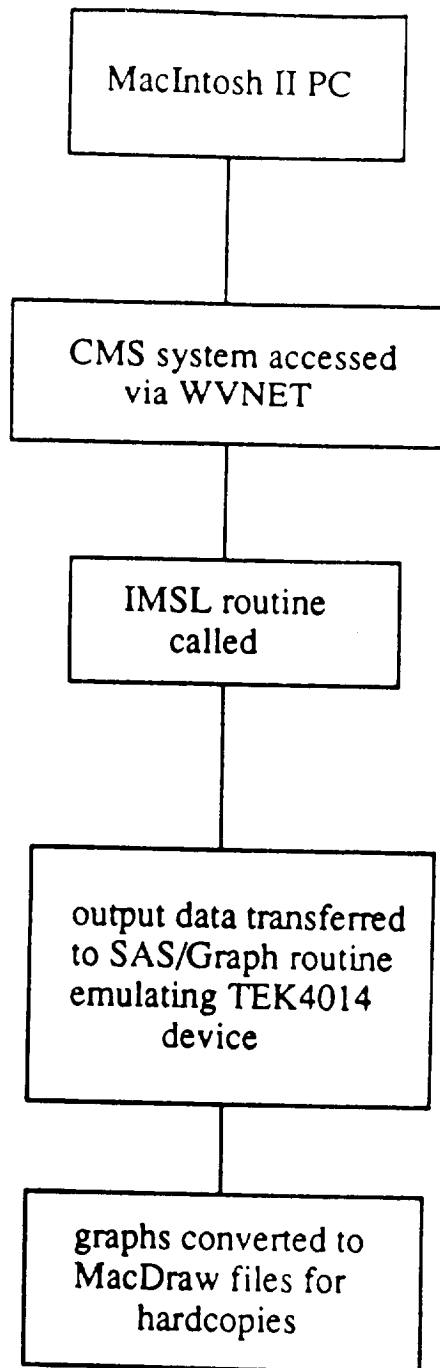 MacIntosh II PC
CMS system accessed
via WVNET
IMSL routine
called
output data transferred
to SAS/Graph routine
emulating TEK4014
device
graphs converted to
MacDraw files for
hardcopies